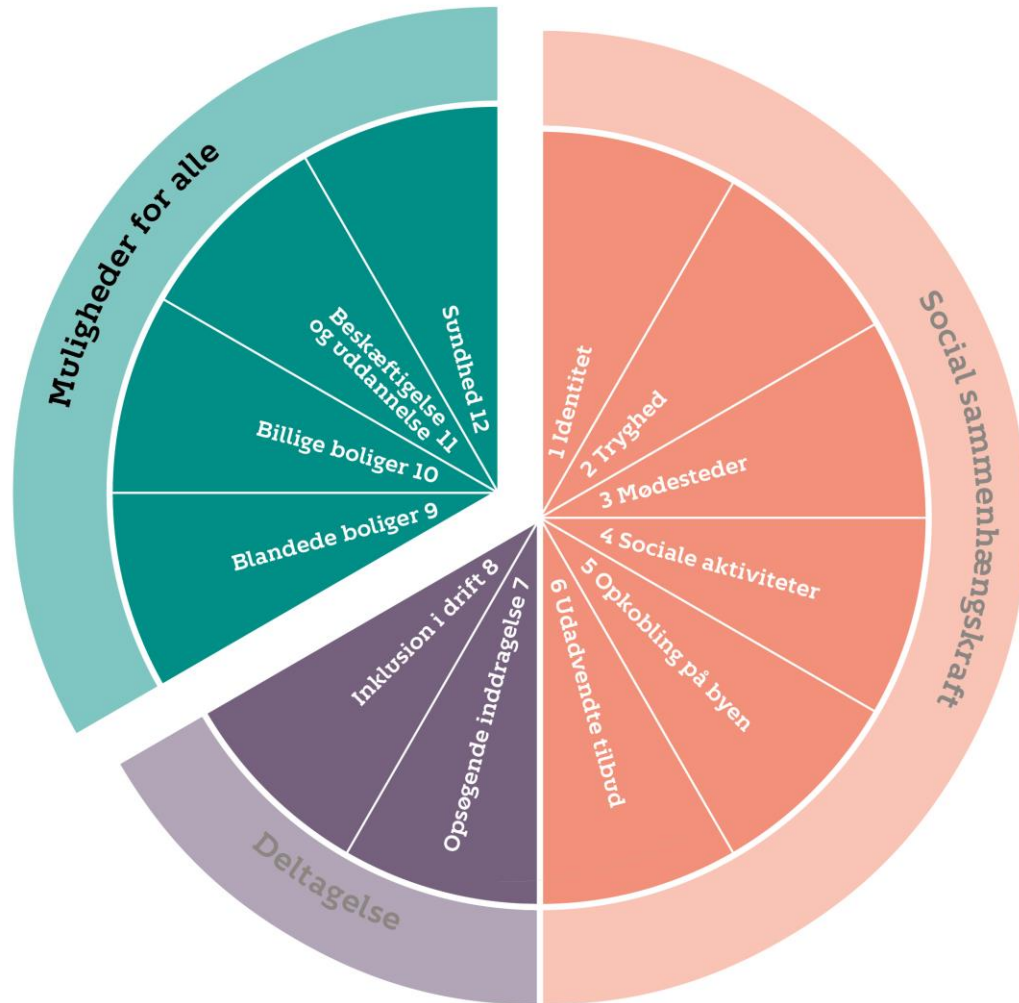 Social sammenhængskraft
1 Identitet
2 Tryghed
3 Mødesteder
4 Sociale aktiviteter
5 Opkobling på byen
6 Udadvendte tilbud
Deltagelse
Opsøgende inddragelse 7
Inklusion i drift 8
Muligheder for alle
Blandede boliger 9
Billige boliger 10
Beskæftigelse
og uddannelse 11
Sundhed 12